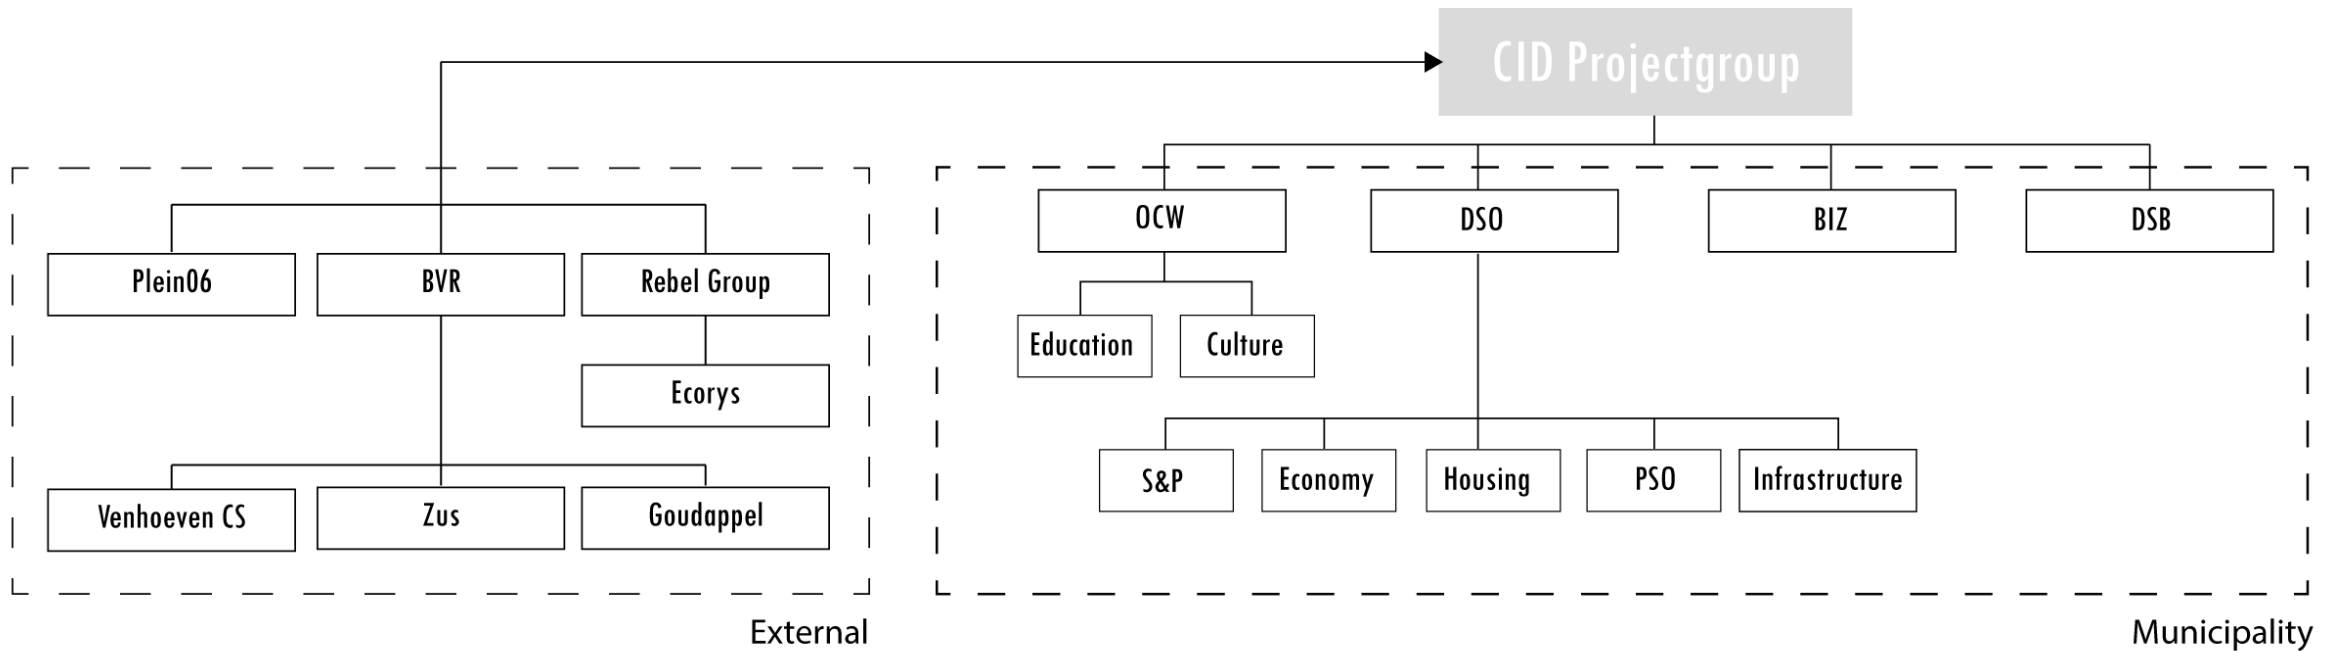 CID Projectgroup
OCW
DSO
BIZ
DSB
Plein06
BVR
Rebel Group
Education
Culture
Ecorys
S&P
Economy
Housing
PSO
Infrastructure
Venhoeven CS
Zus
Goudappel
External
Municipality